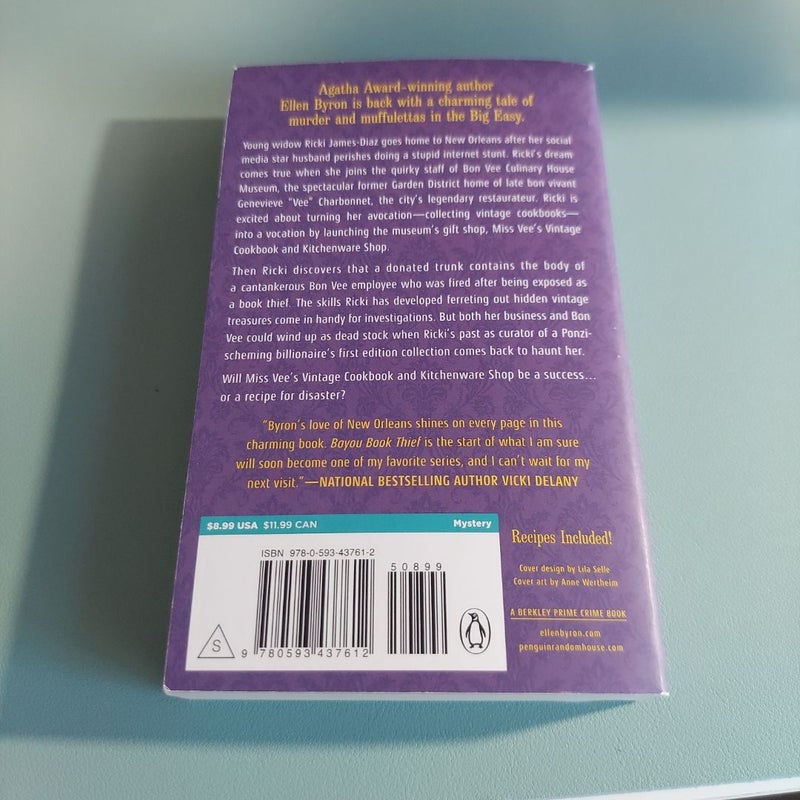 Agatha Award-winning author
Ellen Byron is back with a charming tale of
murder and muffulettas in the Big Easy.
Young widow Ricki James-Diaz goes home to New Orleans after her social
media star husband perishes doing a stupid internet stunt. Ricki's dream
comes true when she joins the quirky staff of Bon Vee Culinary House
Museum, the spectacular former Garden District home of late bon vivant
Genevieve "Vee" Charbonnet, the city's legendary restaurateur. Ricki is
excited about turning her avocation—collecting vintage cookbooks—
into a vocation by launching the museum's gift shop, Miss Vee's Vintage
Cookbook and Kitchenware Shop.
Then Ricki discovers that a donated trunk contains the body of
a cantankerous Bon Vee employee who was fired after being exposed as
a book thief. The skills Ricki has developed ferreting out hidden vintage
treasures come in handy for investigations. But both her business and Bon
Vee could wind up as dead stock when Ricki's past as curator of a Ponzi-
scheming billionaire's first edition collection comes back to haunt her.
Will Miss Vee's Vintage Cookbook and Kitchenware Shop be a success...
or a recipe for disaster?
"Byron's love of New Orleans shines on every page in this
charming book. Bayou Book Thief is the start of what I am sure
will soon become one of my favorite series, and I can't wait for my
next visit."—NATIONAL BESTSELLING AUTHOR VICKI DELANY
$8.99 USA $11.99 CAN Mystery
ISBN 978-0-593-43761-2
50899
S
9 780593 437612
Recipes Included!
Cover design by Lila Selle
Cover art by Anne Wertheim
A BERKLEY PRIME CRIME BOOK
ellenbyron.com
penguinrandomhouse.com